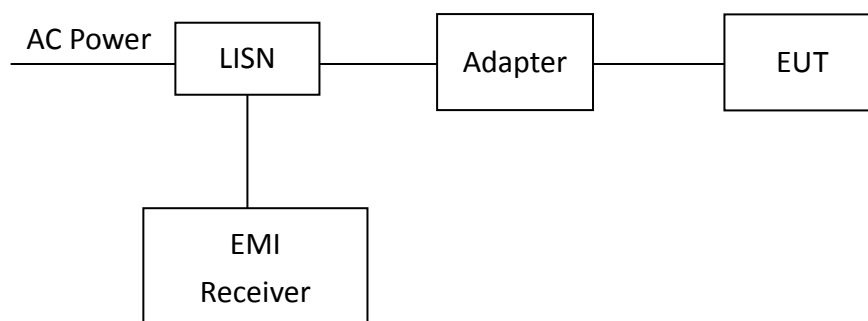 AC Power
LISN
Adapter
EUT
EMI
Receiver